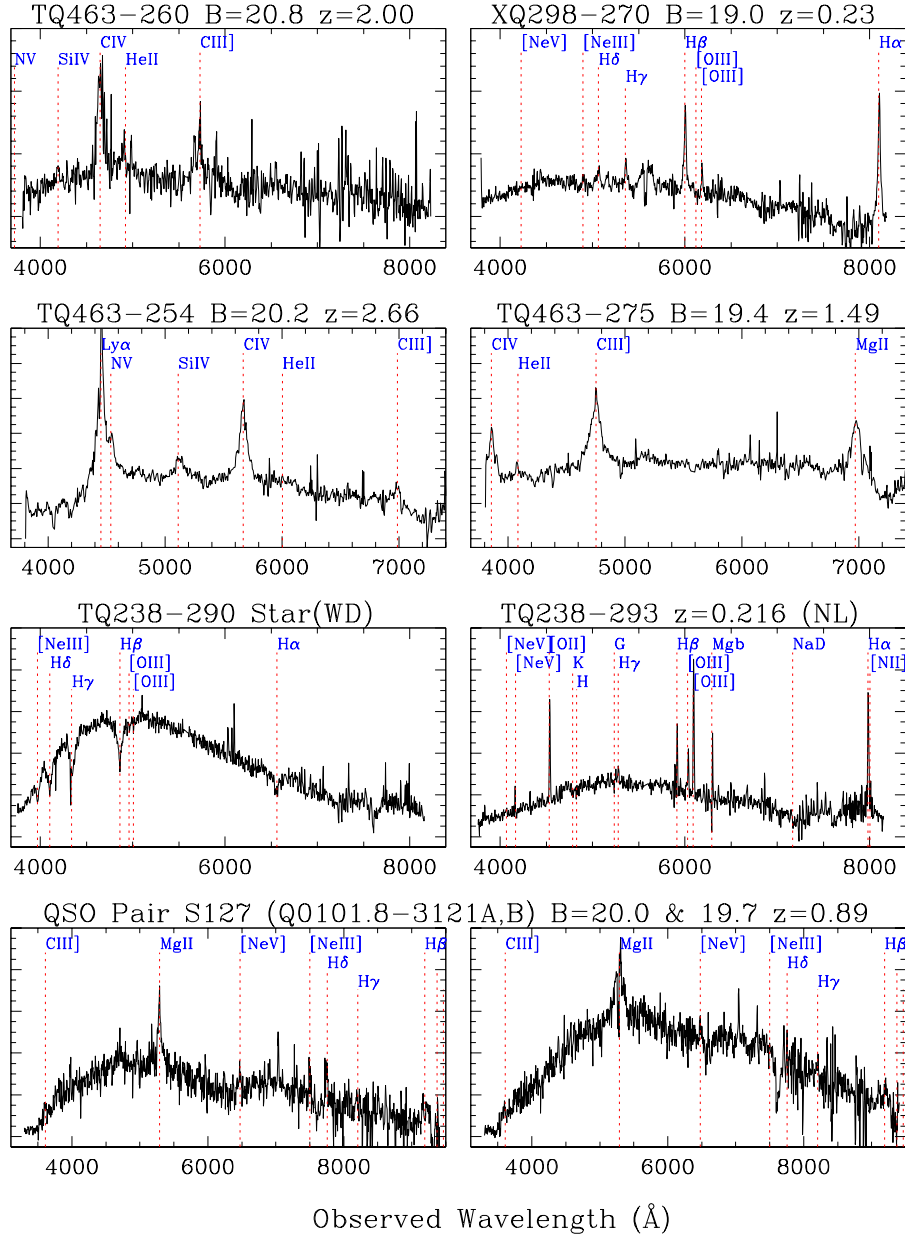 TQ463-260 B=20.8 z=2.00
NV
SiIV
CIV
HeII
CIII]
4000 6000 8000
XQ298-270 B=19.0 z=0.23
[NeV]
[NeIII]
Hδ
Hγ
Hβ
[OIII]
[OIII]
Hα
4000 5000 6000 7000 8000
TQ463-254 B=20.2 z=2.66
Lyα
NV
SiIV
CIV
HeII
CIII]
4000 5000 6000 7000
TQ463-275 B=19.4 z=1.49
CIV
HeII
CIII]
MgII
4000 5000 6000 7000
TQ238-290 Star(WD)
[NeIII]
Hδ
Hγ
Hβ
[OIII]
[OIII]
Hα
4000 6000 8000
TQ238-293 z=0.216 (NL)
[NeV]
[NeV]
[OII]
K
H
G
Hγ
Hβ
[OIII]
[OIII]
Mgb
NaD
Hα
[NII]
4000 5000 6000 7000 8000
QSO Pair S127 (Q0101.8-3121A,B) B=20.0 & 19.7 z=0.89
CIII]
MgII
[NeV]
[NeIII]
Hδ
Hγ
Hβ
4000 6000 8000
CIII]
MgII
[NeV]
[NeIII]
Hδ
Hγ
Hβ
4000 6000 8000
Observed Wavelength (Å)